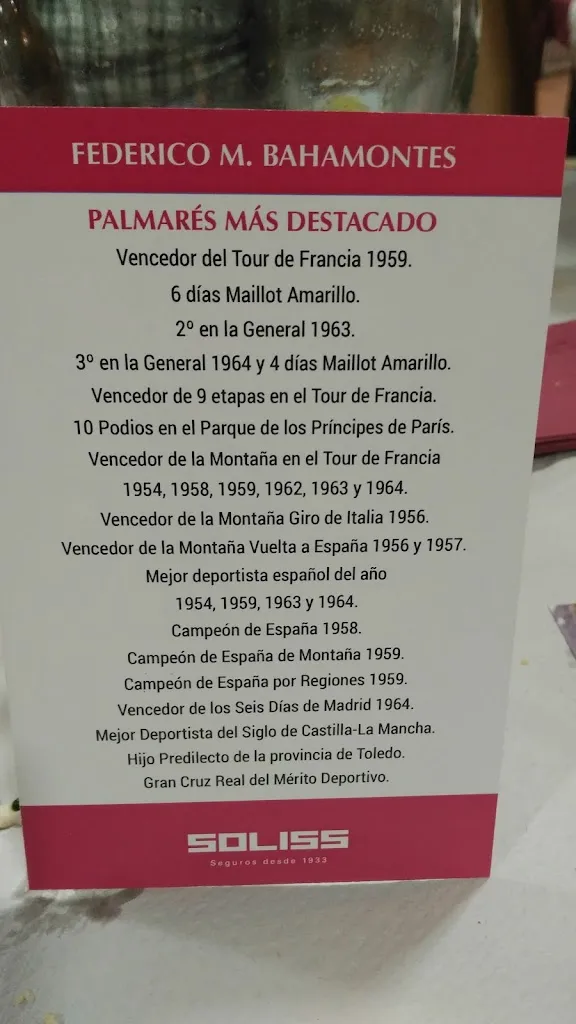 FEDERICO M. BAHAMONTES
PALMARÉS MÁS DESTACADO
Vencedor del Tour de Francia 1959.
6 días Maillot Amarillo.
2º en la General 1963.
3º en la General 1964 y 4 días Maillot Amarillo.
Vencedor de 9 etapas en el Tour de Francia.
10 Podios en el Parque de los Príncipes de París.
Vencedor de la Montaña en el Tour de Francia
1954, 1958, 1959, 1962, 1963 y 1964.
Vencedor de la Montaña Giro de Italia 1956.
Vencedor de la Montaña Vuelta a España 1956 y 1957.
Mejor deportista español del año
1954, 1959, 1963 y 1964.
Campeón de España 1958.
Campeón de España de Montaña 1959.
Campeón de España por Regiones 1959.
Vencedor de los Seis Días de Madrid 1964.
Mejor Deportista del Siglo de Castilla-La Mancha.
Hijo Predilecto de la provincia de Toledo.
Gran Cruz Real del Mérito Deportivo.
SOLISS
Seguros desde 1933